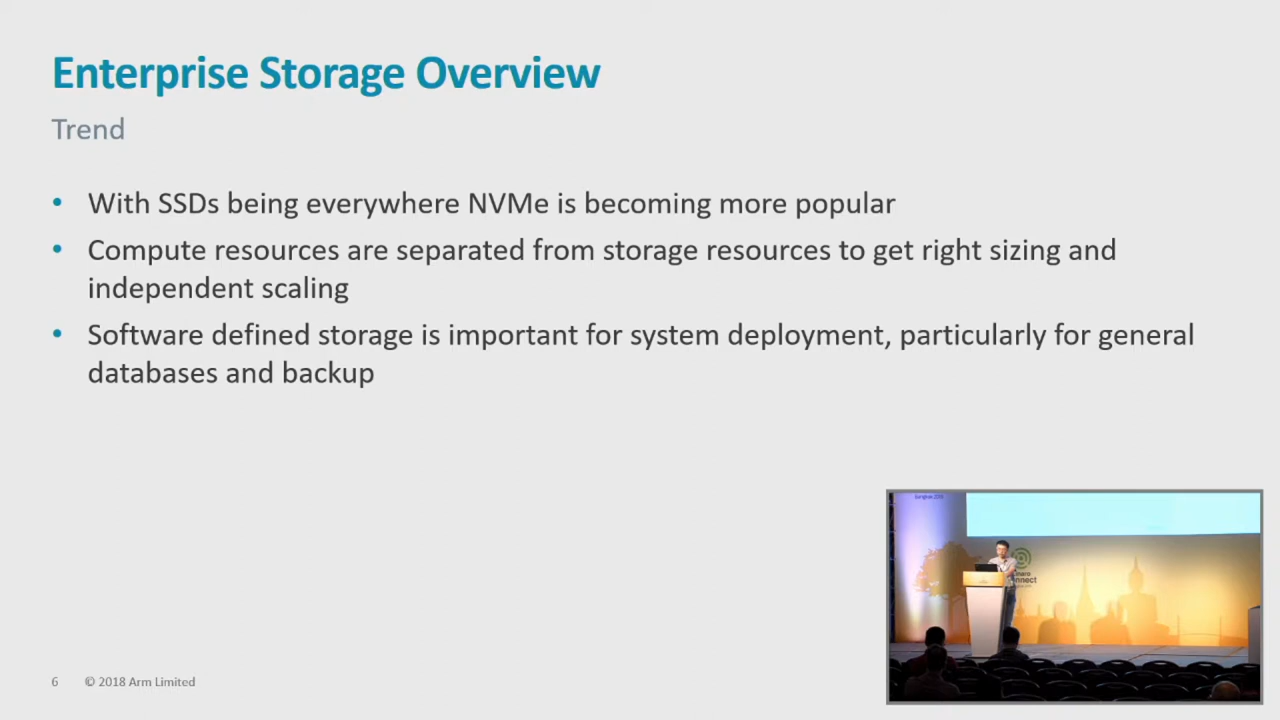 Enterprise Storage Overview
Trend
• With SSDs being everywhere NVMe is becoming more popular
• Compute resources are separated from storage resources to get right sizing and
independent scaling
• Software defined storage is important for system deployment, particularly for general
databases and backup
6 © 2018 Arm Limited